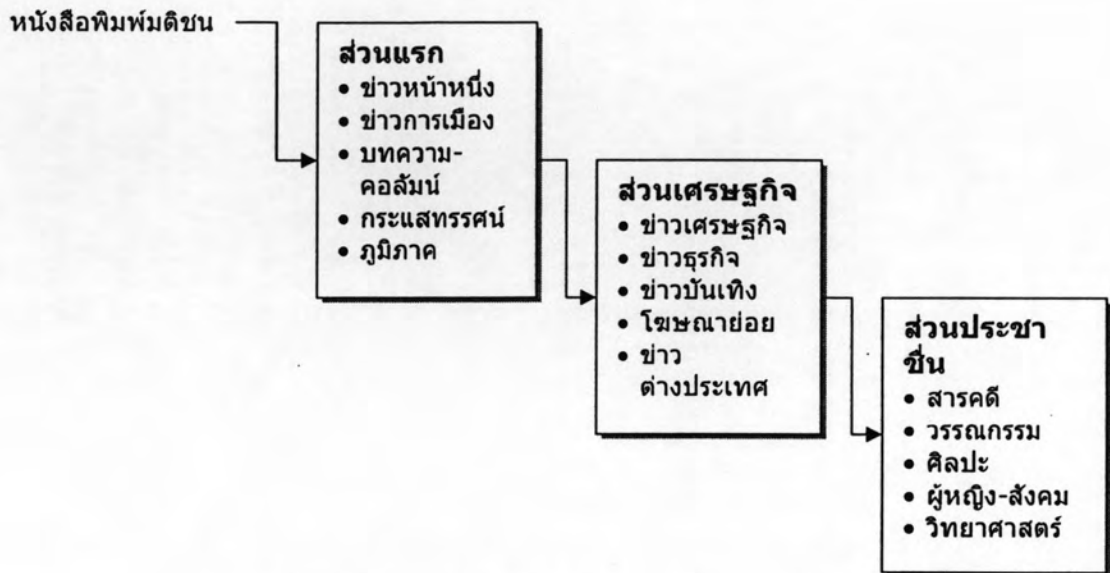 หนังสือพิมพ์มติชน
ส่วนแรก
• ข่าวหน้าหนึ่ง
• ข่าวการเมือง
• บทความ-
คอลัมน์
• กระแสทรรศน์
• ภูมิภาค
ส่วนเศรษฐกิจ
• ข่าวเศรษฐกิจ
• ข่าวธุรกิจ
• ข่าวบันเทิง
• โฆษณาย่อย
• ข่าว
ต่างประเทศ
ส่วนประชา
ชื่น
• สารคดี
• วรรณกรรม
• ศิลปะ
• ผู้หญิง-สังคม
• วิทยาศาสตร์